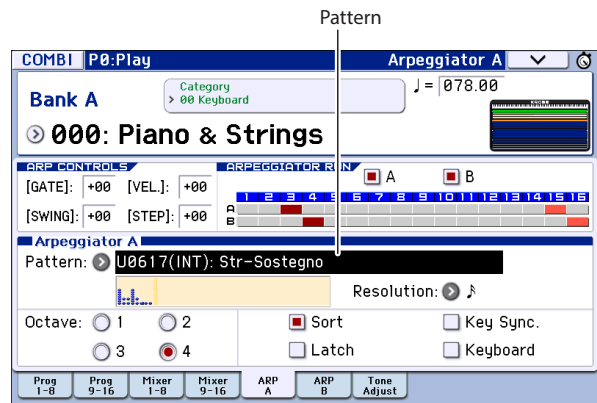 Pattern
COMBI P0:Play Arpeggiator A
Bank A
Category
> 00 Keyboard
♩ = 078.00
KROSS
000: Piano & Strings
ARP CONTROLS
ARPEGGIATOR RUN
A B
[GATE]: +00 [VEL.]: +00
1 2 3 4 5 6 7 8 9 10 11 12 13 14 15 16
A
[SWING]: +00 [STEP]: +00
B
Arpeggiator A
Pattern: U0617(INT): Str-Sostegno
Resolution: ♪
Octave: 1 2 Sort Key Sync.
3 4 Latch Keyboard
Prog 1-8 Prog 9-16 Mixer 1-8 Mixer 9-16 ARP A ARP B Tone Adjust